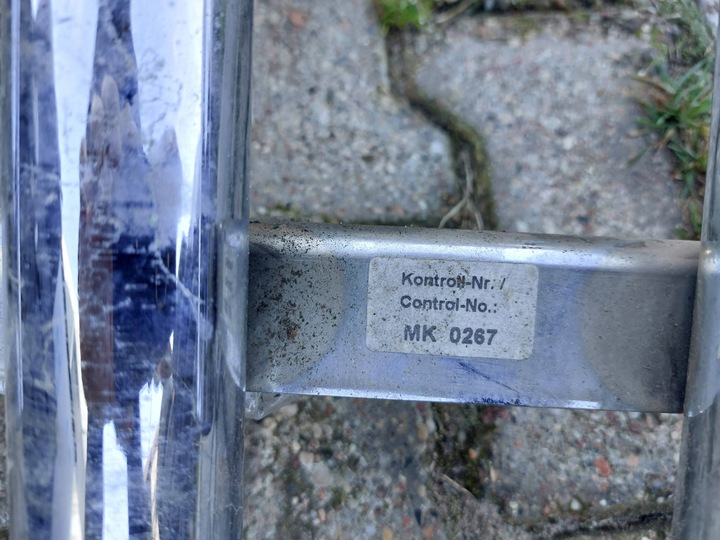 Kontroll-Nr. /
Control-No.:
MK 0267